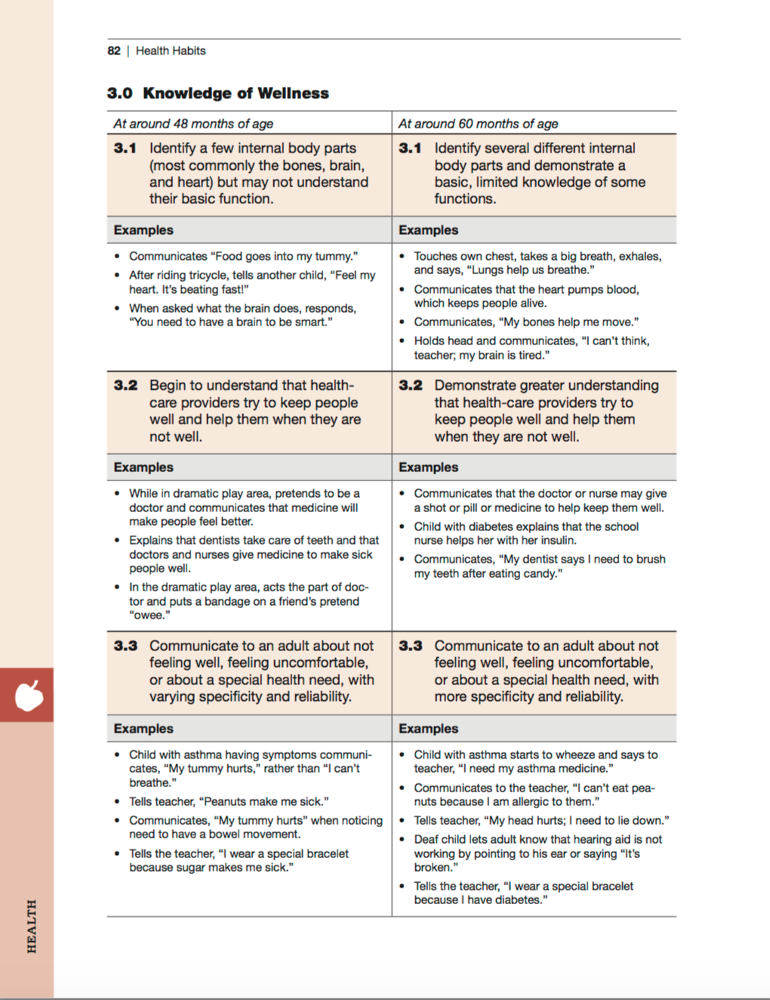 82 | Health Habits
3.0 Knowledge of Wellness
At around 48 months of age
3.1 Identify a few internal body parts
(most commonly the bones, brain,
and heart) but may not understand
their basic function.
Examples
• Communicates “Food goes into my tummy.”
• After riding tricycle, tells another child, “Feel my
heart. It’s beating fast!”
• When asked what the brain does, responds,
“You need to have a brain to be smart.”
At around 60 months of age
3.1 Identify several different internal
body parts and demonstrate a
basic, limited knowledge of some
functions.
Examples
• Touches own chest, takes a big breath, exhales,
and says, “Lungs help us breathe.”
• Communicates that the heart pumps blood,
which keeps people alive.
• Communicates, “My bones help me move.”
• Holds head and communicates, “I can’t think,
teacher; my brain is tired.”
3.2 Begin to understand that health-
care providers try to keep people
well and help them when they are
not well.
Examples
• While in dramatic play area, pretends to be a
doctor and communicates that medicine will
make people feel better.
• Explains that dentists take care of teeth and that
doctors and nurses give medicine to make sick
people well.
• In the dramatic play area, acts the part of doc-
tor and puts a bandage on a friend’s pretend
“owee.”
3.2 Demonstrate greater understanding
that health-care providers try to
keep people well and help them
when they are not well.
Examples
• Communicates that the doctor or nurse may give
a shot or pill or medicine to help keep them well.
• Child with diabetes explains that the school
nurse helps her with her insulin.
• Communicates, “My dentist says I need to brush
my teeth after eating candy.”
3.3 Communicate to an adult about not
feeling well, feeling uncomfortable,
or about a special health need, with
varying specificity and reliability.
Examples
• Child with asthma having symptoms communi-
cates, “My tummy hurts,” rather than “I can’t
breathe.”
• Tells teacher, “Peanuts make me sick.”
• Communicates, “My tummy hurts” when noticing
need to have a bowel movement.
• Tells the teacher, “I wear a special bracelet
because sugar makes me sick.”
3.3 Communicate to an adult about not
feeling well, feeling uncomfortable,
or about a special health need, with
more specificity and reliability.
Examples
• Child with asthma starts to wheeze and says to
teacher, “I need my asthma medicine.”
• Communicates to the teacher, “I can’t eat pea-
nuts because I am allergic to them.”
• Tells teacher, “My head hurts; I need to lie down.”
• Deaf child lets adult know that hearing aid is not
working by pointing to his ear or saying “It’s
broken.”
• Tells the teacher, “I wear a special bracelet
because I have diabetes.”
HEALTH